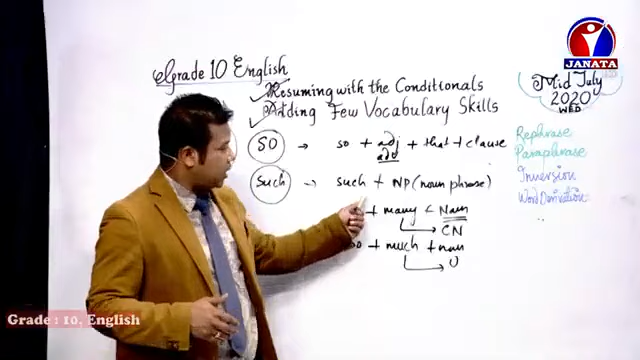 Grade 10 English
Resuming with the Conditionals
Adding Few Vocabulary Skills
SO → so + adj + that + clause
adv
Such → such + NP (noun phrase)
+ many + Noun
CN
so + much + noun
U
JANATA
Mid July
2020
WED
Rephrase
Paraphrase
Inversion
Word Derivation
Grade : 10, English